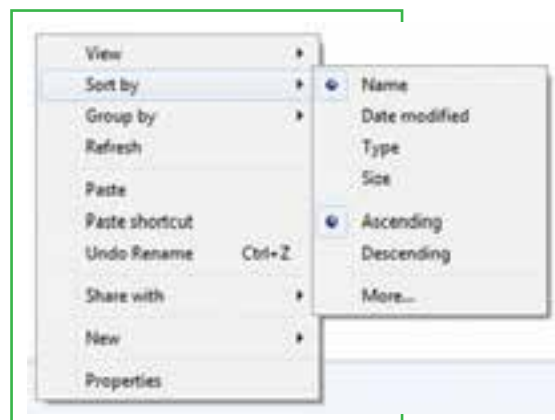 View
Sort by
Group by
Refresh
Paste
Paste shortcut
Undo Rename Ctrl+Z
Share with
New
Properties
Name
Date modified
Type
Size
Ascending
Descending
More...